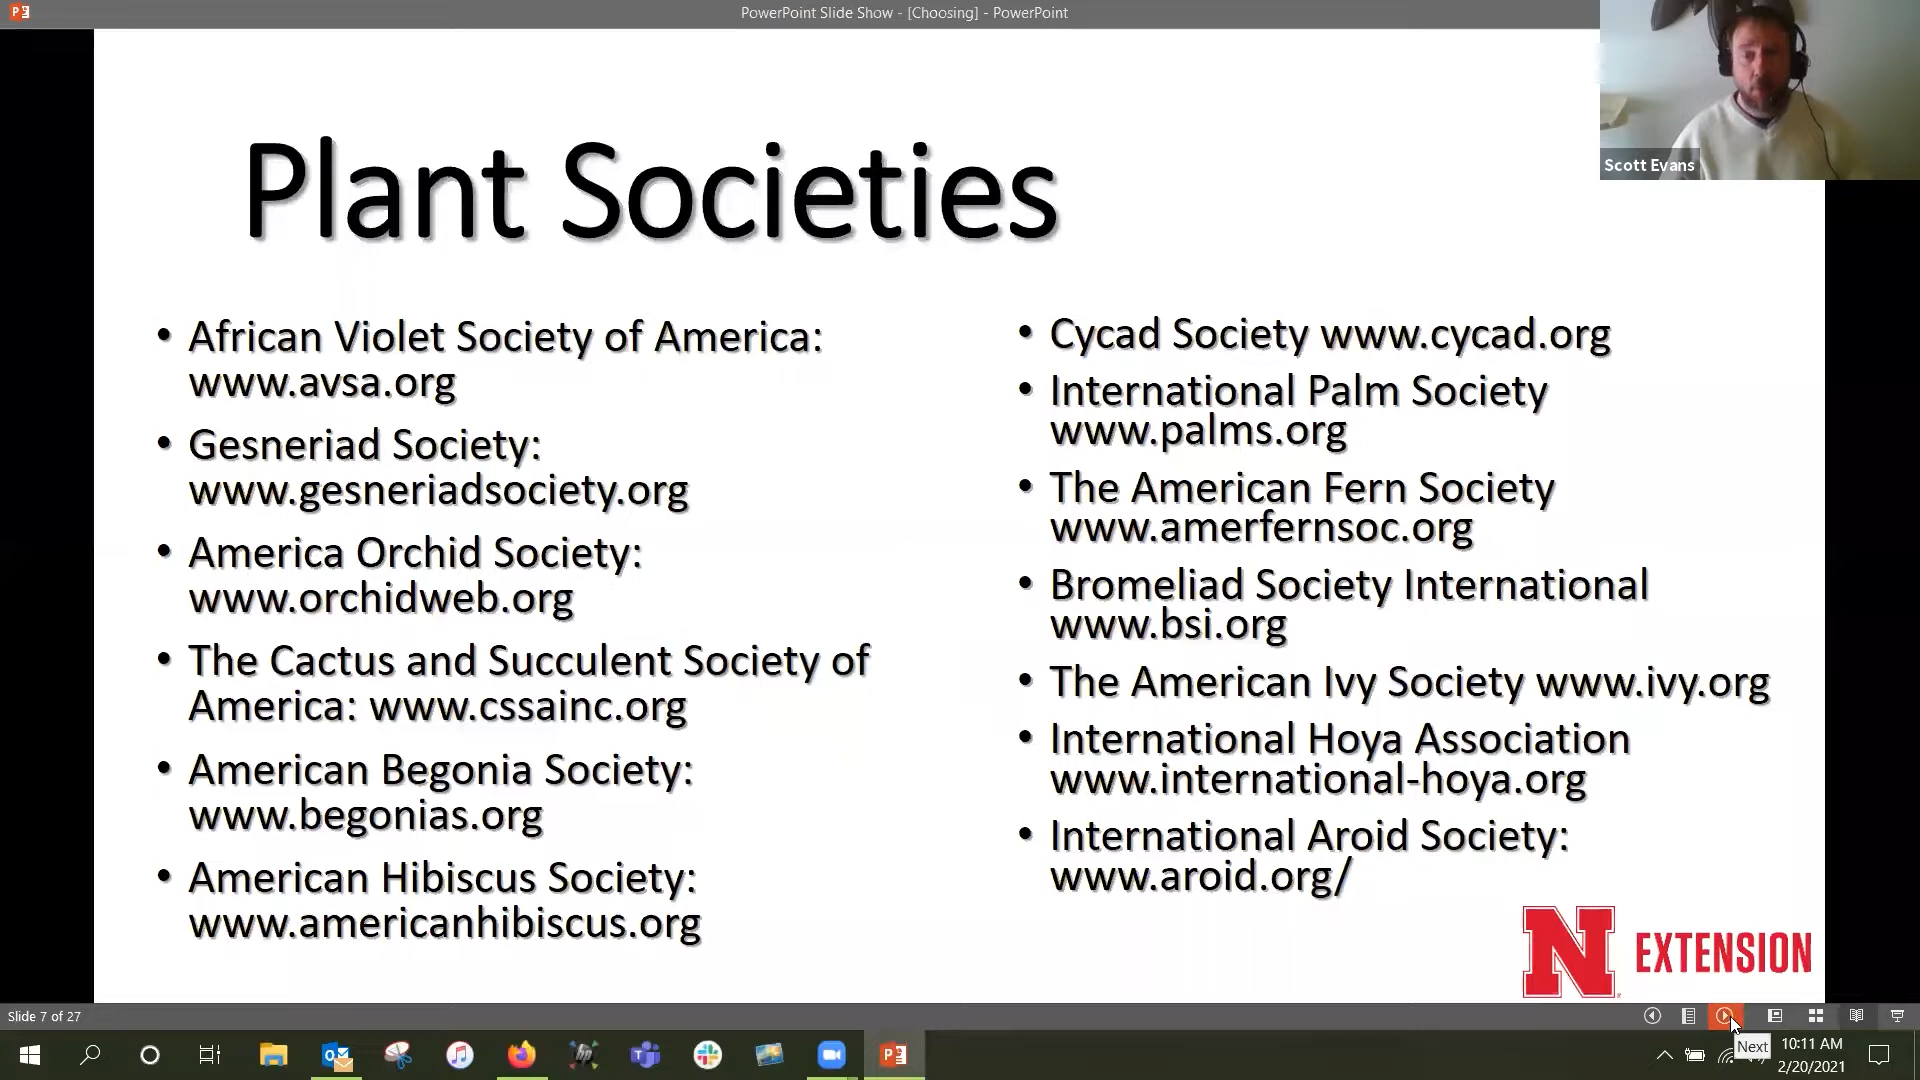 PowerPoint Slide Show - [Choosing] - PowerPoint
Scott Evans
Plant Societies
• African Violet Society of America:
www.avsa.org
• Gesneriad Society:
www.gesneriadsociety.org
• America Orchid Society:
www.orchidweb.org
• The Cactus and Succulent Society of
America: www.cssainc.org
• American Begonia Society:
www.begonias.org
• American Hibiscus Society:
www.americanhibiscus.org
• Cycad Society www.cycad.org
• International Palm Society
www.palms.org
• The American Fern Society
www.amerfernsoc.org
• Bromeliad Society International
www.bsi.org
• The American Ivy Society www.ivy.org
• International Hoya Association
www.international-hoya.org
• International Aroid Society:
www.aroid.org/
N EXTENSION
Slide 7 of 27
Next
10:11 AM
2/20/2021